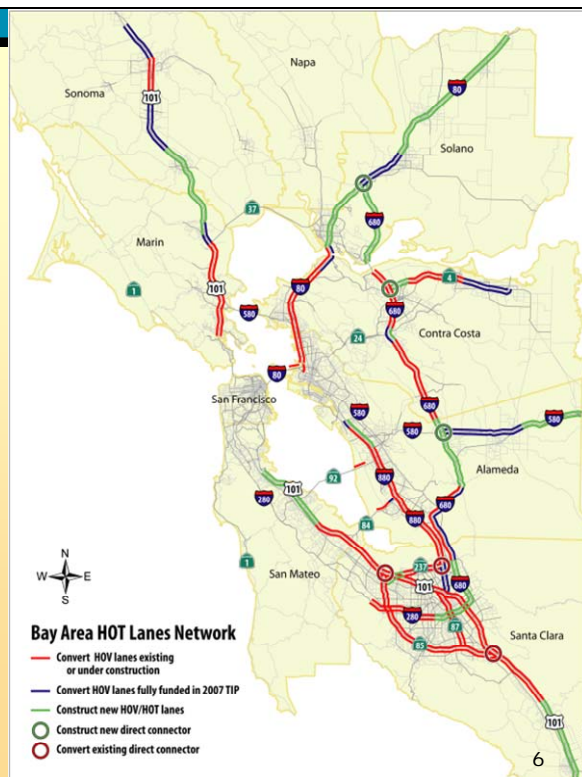 Napa
Sonoma
101
80
Solano
680
37
Marin
1
101
80
4
580
680
Contra Costa
24
80
San Francisco
680
580
580
580
Alameda
92
880
101
680
280
84
880
N
W E
S
1
237
San Mateo
101
680
280
87
Santa Clara
85
101
Bay Area HOT Lanes Network
Convert HOV lanes existing
or under construction
Convert HOV lanes fully funded in 2007 TIP
Construct new HOV/HOT lanes
Construct new direct connector
Convert existing direct connector
6